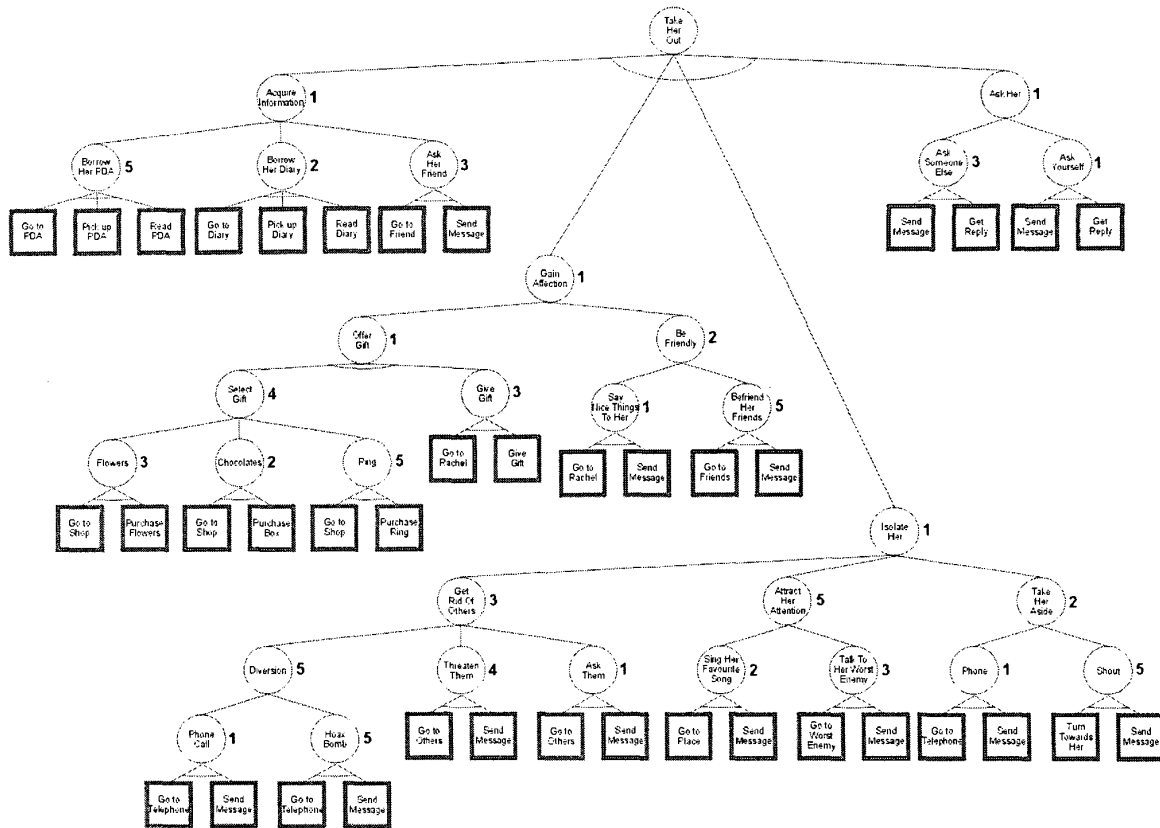 Take
Her
Out
Acquire
Information
1
Ask Her
1
Borrow
Her PDA
5
Borrow
Her Diary
2
Ask
Her
Friend
3
Ask
Someone
Else
3
Ask
Yourself
1
Go to
PDA
Pick up
PDA
Read
PDA
Go to
Diary
Pick up
Diary
Read
Diary
Go to
Friend
Send
Message
Send
Message
Get
Reply
Send
Message
Get
Reply
Gain
Affection
1
Offer
Gift
1
Be
Friendly
2
Select
Gift
4
Give
Gift
3
Say
Nice Things
To Her
1
Befriend
Her
Friends
5
Flowers
3
Chocolates
2
Ring
5
Go to
Rachel
Give
Gift
Go to
Rachel
Send
Message
Go to
Friends
Send
Message
Go to
Shop
Purchase
Flowers
Go to
Shop
Purchase
Box
Go to
Shop
Purchase
Ring
Isolate
Her
1
Get
Rid Of
Others
3
Attract
Her
Attention
5
Take
Her
Aside
2
Diversion
5
Threaten
Them
4
Ask
Them
1
Sing Her
Favourite
Song
2
Talk To
Her Worst
Enemy
3
Phone
1
Shout
5
Phone
Call
1
Hoax
Bomb
5
Go to
Others
Send
Message
Go to
Others
Send
Message
Go to
Place
Send
Message
Go to
Worst
Enemy
Send
Message
Go to
Telephone
Send
Message
Turn
Towards
Her
Send
Message
Go to
Telephone
Send
Message
Go to
Telephone
Send
Message